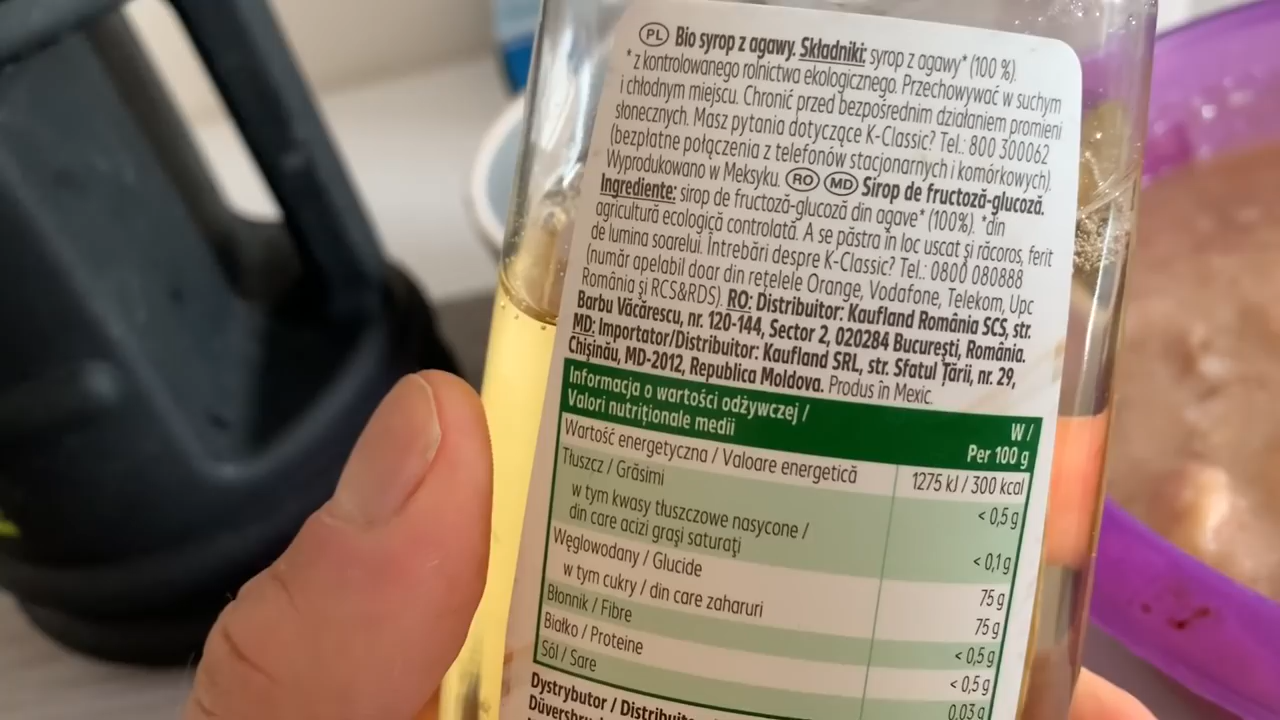 PL Bio syrop z agawy. Składniki: syrop z agawy* (100 %).
* z kontrolowanego rolnictwa ekologicznego. Przechowywać w suchym
i chłodnym miejscu. Chronić przed bezpośrednim działaniem promieni
słonecznych. Masz pytania dotyczące K-Classic? Tel.: 800 300062
(bezpłatne połączenia z telefonów stacjonarnych i komórkowych).
Wyprodukowano w Meksyku. RO MD Sirop de fructoză-glucoză.
Ingrediente: sirop de fructoză-glucoză din agave* (100%). *din
agricultură ecologică controlată. A se păstra în loc uscat și răcoros, ferit
de lumina soarelui. Întrebări despre K-Classic? Tel.: 0800 080888
(număr apelabil doar din rețelele Orange, Vodafone, Telekom, Upc
România și RCS&RDS). RO: Distribuitor: Kaufland România SCS, str.
Barbu Văcărescu, nr. 120-144, Sector 2, 020284 București, România.
MD: Importator/Distribuitor: Kaufland SRL, str. Sfatul Țării, nr. 29,
Chișinău, MD-2012, Republica Moldova. Produs în Mexic.
Informacja o wartości odżywczej /
Valori nutriționale medii
W /
Per 100 g
Wartość energetyczna / Valoare energetică 1275 kJ / 300 kcal
Tłuszcz / Grăsimi < 0,5 g
w tym kwasy tłuszczowe nasycone /
din care acizi grași saturați < 0,1 g
Węglowodany / Glucide 75 g
w tym cukry / din care zaharuri 75 g
Błonnik / Fibre < 0,5 g
Białko / Proteine < 0,5 g
Sól / Sare 0,03 g
Dystrybutor /